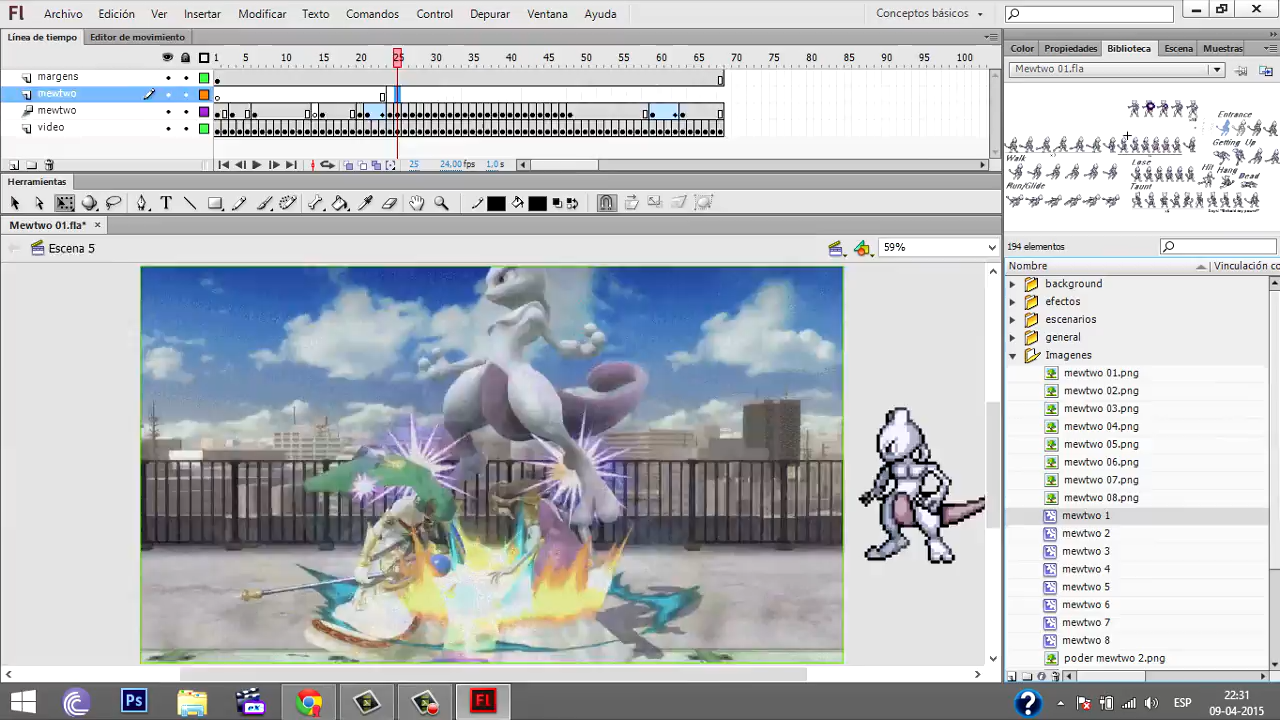 Fl Archivo Edición Ver Insertar Modificar Texto Comandos Control Depurar Ventana Ayuda Conceptos básicos
Línea de tiempo Editor de movimiento
1 5 10 15 20 25 30 35 40 45 50 55 60 65 70 75 80 85 90 95
margens
mewtwo
mewtwo
video
25 24,00 fps 1,0 s
Herramientas
T
Mewtwo 01.fla* ×
Escena 5 59%
Color Propiedades Biblioteca Escena Muestras
Mewtwo 01.fla
Entrance
Getting Up
Walk Lose
Hit Hang Dead
Run/Glide Taunt
194 elementos
Nombre Vinculación co
background
efectos
escenarios
general
Imagenes
mewtwo 01.png
mewtwo 02.png
mewtwo 03.png
mewtwo 04.png
mewtwo 05.png
mewtwo 06.png
mewtwo 07.png
mewtwo 08.png
mewtwo 1
mewtwo 2
mewtwo 3
mewtwo 4
mewtwo 5
mewtwo 6
mewtwo 7
mewtwo 8
poder mewtwo 2.png
Ps Fl ? ESP 22:31
09-04-2015